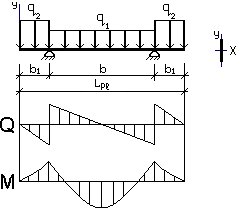 y q₂ q₁ q₂ y
X
b₁ b b₁
Lpℓ
Q
M